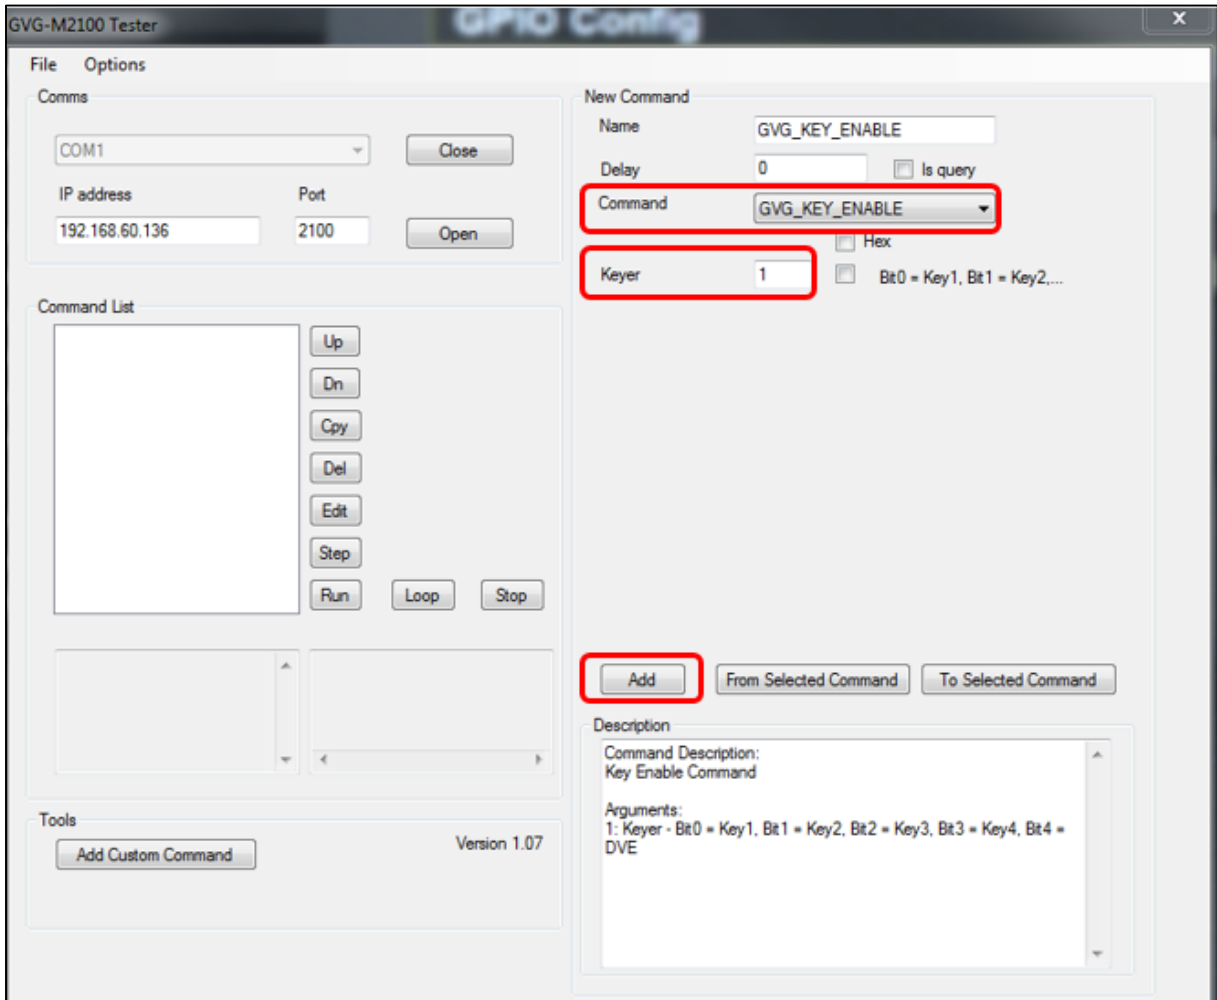 GPIO Config
GVG-M2100 Tester
x
File Options
Comms
COM1
Close
IP address Port
192.168.60.136 2100 Open
Command List
Up
Dn
Cpy
Del
Edit
Step
Run Loop Stop
Tools
Add Custom Command
Version 1.07
New Command
Name GVG_KEY_ENABLE
Delay 0 Is query
Command GVG_KEY_ENABLE
Hex
Keyer 1 Bit0 = Key1, Bit1 = Key2,...
Add From Selected Command To Selected Command
Description
Command Description:
Key Enable Command
Arguments:
1: Keyer - Bit0 = Key1, Bit1 = Key2, Bit2 = Key3, Bit3 = Key4, Bit4 =
DVE